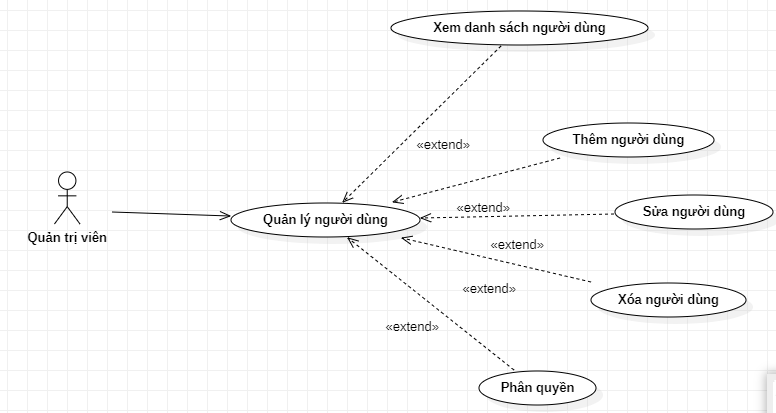 Xem danh sách người dùng
Thêm người dùng
«extend»
Sửa người dùng
«extend»
Quản lý người dùng
Quản trị viên
«extend»
«extend»
Xóa người dùng
«extend»
Phân quyền